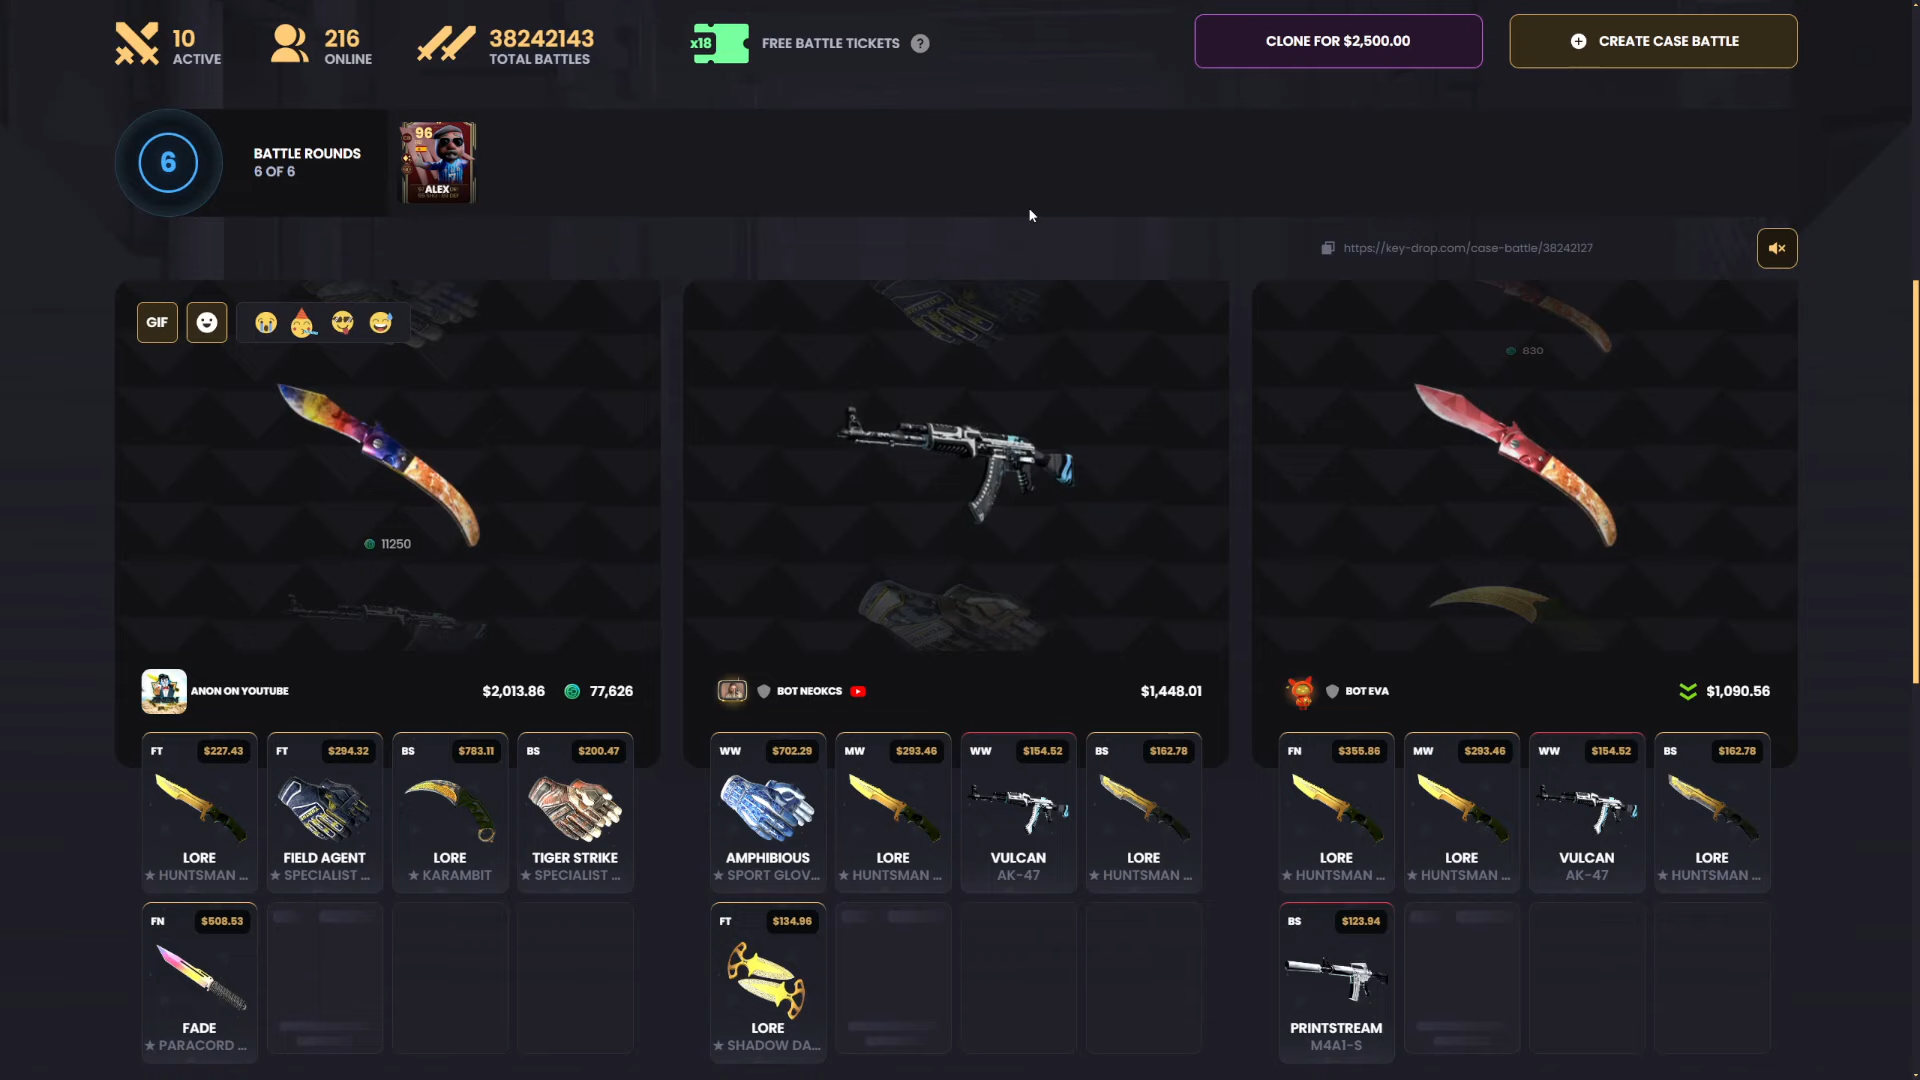 10
ACTIVE
216
ONLINE
38242143
TOTAL BATTLES
x18
FREE BATTLE TICKETS ?
CLONE FOR $2,500.00
CREATE CASE BATTLE
6
BATTLE ROUNDS
6 OF 6
96
ALEX
https://key-drop.com/case-battle/38242127
GIF
11250
830
ANON ON YOUTUBE
$2,013.86
77,626
BOT NEOKCS
$1,448.01
BOT EVA
$1,090.56
FT $227.43
LORE
★ HUNTSMAN ...
FT $294.32
FIELD AGENT
★ SPECIALIST ...
BS $783.11
LORE
★ KARAMBIT
BS $200.47
TIGER STRIKE
★ SPECIALIST ...
FN $508.53
FADE
★ PARACORD ...
WW $702.29
AMPHIBIOUS
★ SPORT GLOV...
MW $293.46
LORE
★ HUNTSMAN ...
WW $154.52
VULCAN
AK-47
BS $162.78
LORE
★ HUNTSMAN ...
FT $134.96
LORE
★ SHADOW DA...
FN $355.86
LORE
★ HUNTSMAN ...
MW $293.46
LORE
★ HUNTSMAN ...
WW $154.52
VULCAN
AK-47
BS $162.78
LORE
★ HUNTSMAN ...
BS $123.94
PRINTSTREAM
M4A1-S